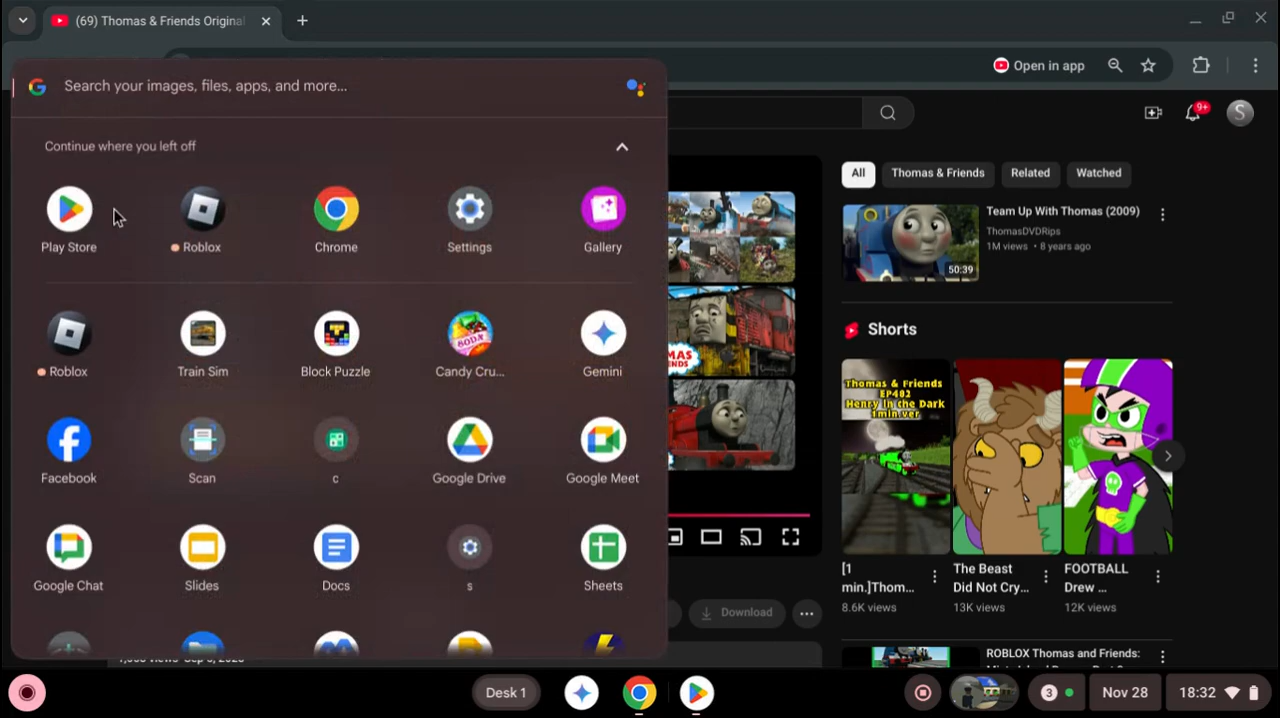 (69) Thomas & Friends Original
Open in app
Search your images, files, apps, and more...
9+
S
Continue where you left off
Play Store
Roblox
Chrome
Settings
Gallery
Roblox
Train Sim
Block Puzzle
Candy Cru...
Gemini
Facebook
Scan
c
Google Drive
Google Meet
Google Chat
Slides
Docs
s
Sheets
All
Thomas & Friends
Related
Watched
Team Up With Thomas (2009)
ThomasDVDRips
1M views • 8 years ago
50:39
Shorts
Thomas & Friends
EP402
Henry in the Dark
1min.ver
[1
min.]Thom...
8.6K views
The Beast
Did Not Cry...
13K views
FOOTBALL
Drew ...
12K views
Download
ROBLOX Thomas and Friends:
Desk 1
3
Nov 28
18:32